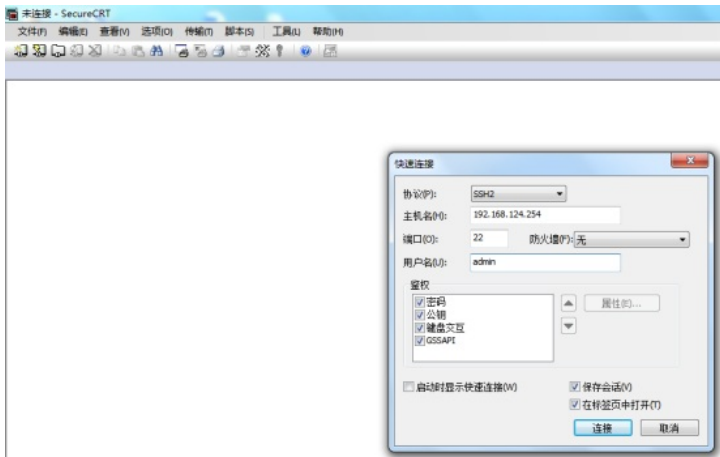 未连接 - SecureCRT
文件(F) 编辑(E) 查看(V) 选项(O) 传输(T) 脚本(S) 工具(L) 帮助(H)
快速连接
协议(P): SSH2
主机名(H): 192.168.124.254
端口(O): 22 防火墙(F): 无
用户名(U): admin
鉴权
密码
公钥
键盘交互
GSSAPI
属性(E)...
启动时显示快速连接(W)
保存会话(V)
在标签页中打开(T)
连接 取消